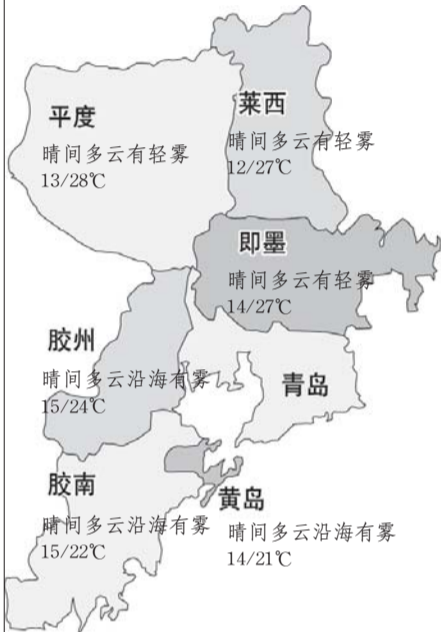 平度
晴间多云有轻雾
13/28℃
莱西
晴间多云有轻雾
12/27℃
即墨
晴间多云有轻雾
14/27℃
胶州
晴间多云沿海有雾
15/24℃
青岛
胶南
晴间多云沿海有雾
15/22℃
黄岛
晴间多云沿海有雾
14/21℃